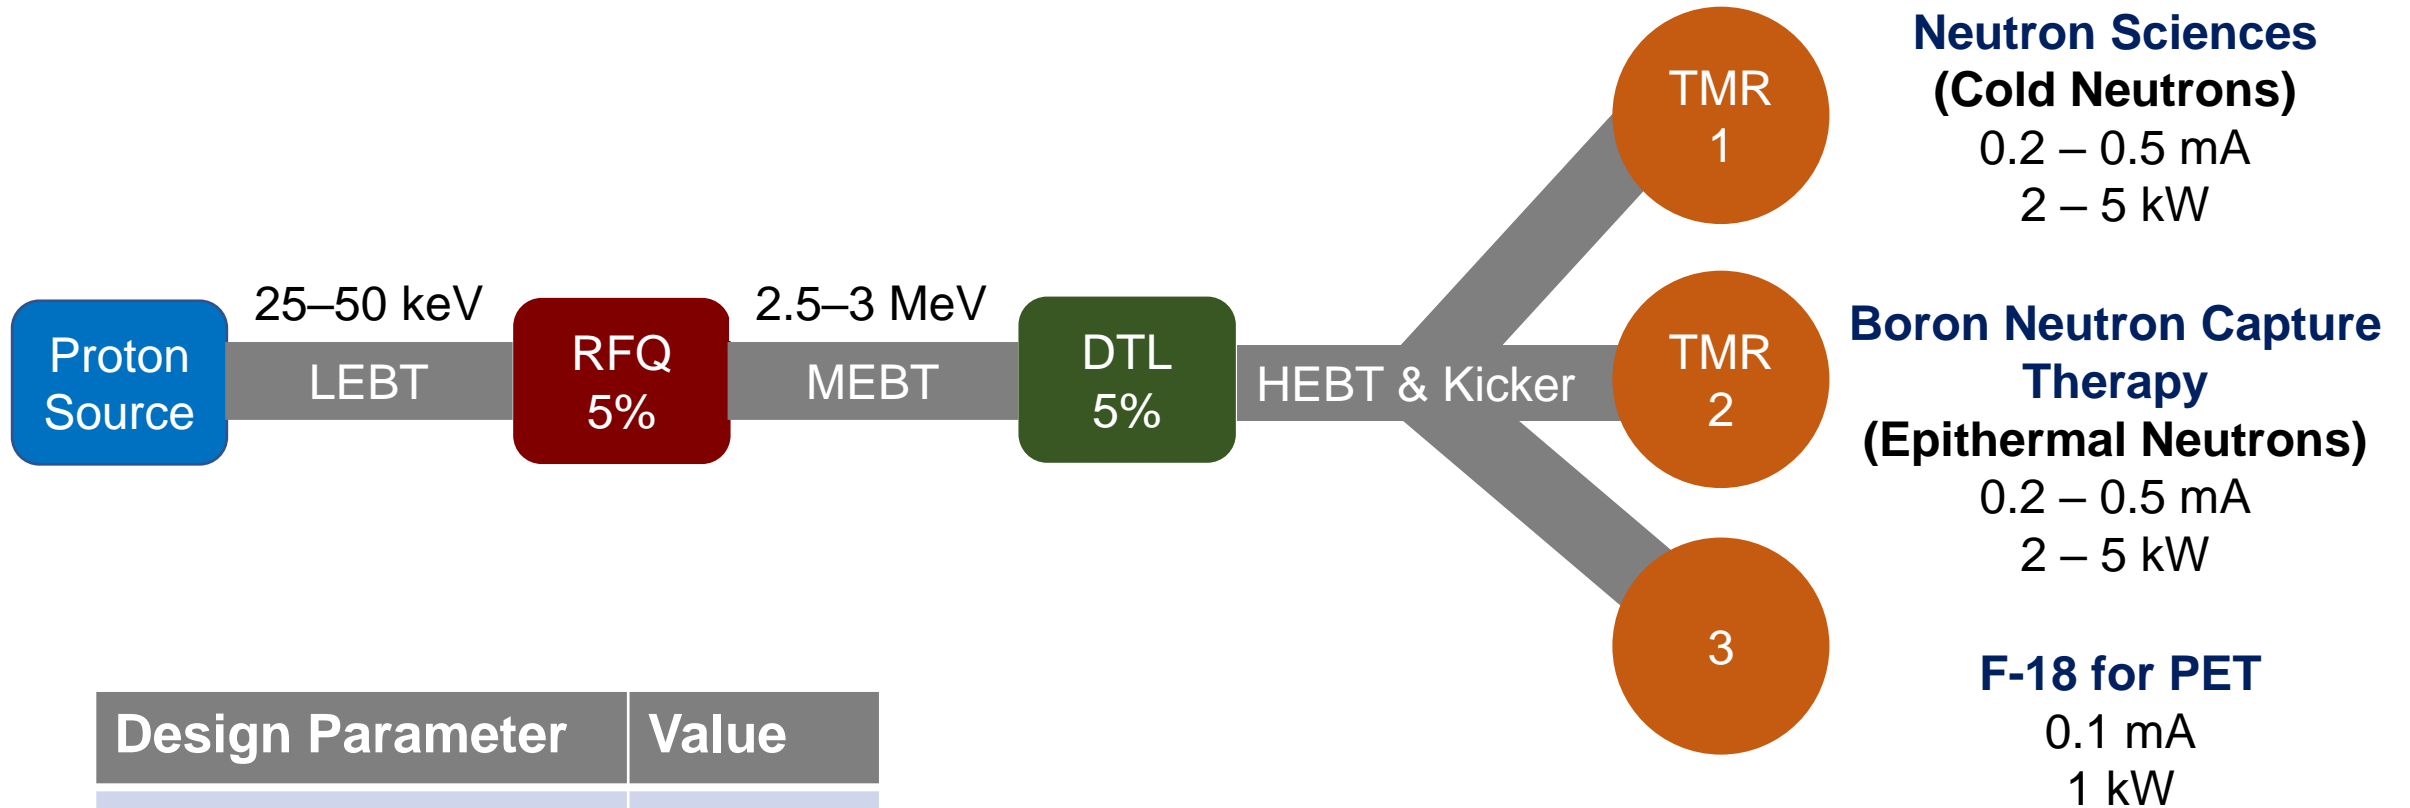 Neutron Sciences
(Cold Neutrons)
0.2 – 0.5 mA
2 – 5 kW
TMR
1
25–50 keV
2.5–3 MeV
Proton
Source
LEBT
RFQ
5%
MEBT
DTL
5%
HEBT & Kicker
TMR
2
Boron Neutron Capture
Therapy
(Epithermal Neutrons)
0.2 – 0.5 mA
2 – 5 kW
3
F-18 for PET
0.1 mA
1 kW
Design Parameter Value